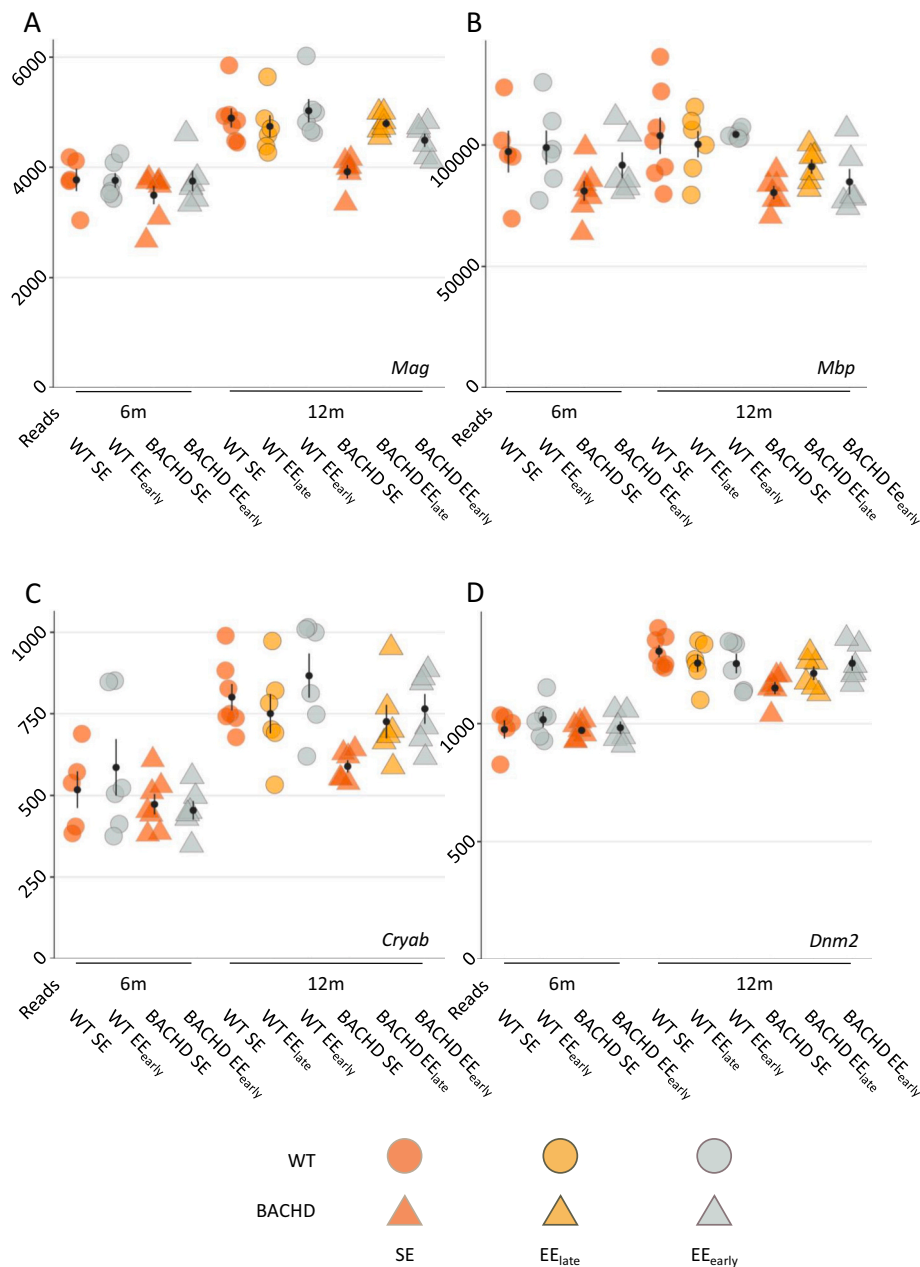 A
6000
4000
2000
0
Mag
Reads
6m
12m
WT SE
WT EEearly
BACHD SE
BACHD EEearly
WT SE
WT EElate
WT EEearly
BACHD SE
BACHD EElate
BACHD EEearly
B
100000
50000
0
Mbp
Reads
6m
12m
WT SE
WT EEearly
BACHD SE
BACHD EEearly
WT SE
WT EElate
WT EEearly
BACHD SE
BACHD EElate
BACHD Eeearly
C
1000
750
500
250
0
Cryab
Reads
6m
12m
WT SE
WT EEearly
BACHD SE
BACHD EEearly
WT SE
WT EElate
WT EEearly
BACHD SE
BACHD EElate
BACHD EEearly
D
1000
500
0
Dnm2
Reads
6m
12m
WT SE
WT EEearly
BACHD SE
BACHD EEearly
WT SE
WT EElate
WT EEearly
BACHD SE
BACHD EElate
BACHD EEearly
WT
BACHD
SE
EElate
EEearly